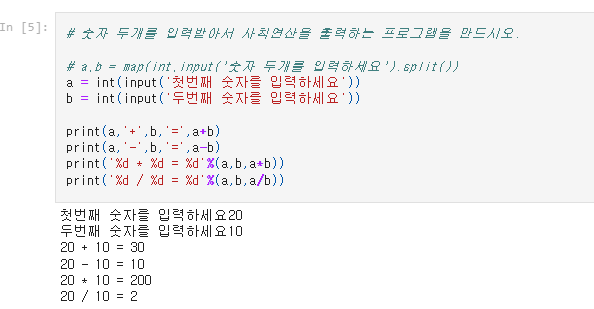 In [5]:
# 숫자 두개를 입력받아서 사칙연산을 출력하는 프로그램을 만드시오.
# a,b = map(int,input('숫자 두개를 입력하세요').split())
a = int(input('첫번째 숫자를 입력하세요'))
b = int(input('두번째 숫자를 입력하세요'))
print(a,'+',b,'=',a+b)
print(a,'-',b,'=',a-b)
print('%d * %d = %d'%(a,b,a*b))
print('%d / %d = %d'%(a,b,a/b))
첫번째 숫자를 입력하세요20
두번째 숫자를 입력하세요10
20 + 10 = 30
20 - 10 = 10
20 * 10 = 200
20 / 10 = 2